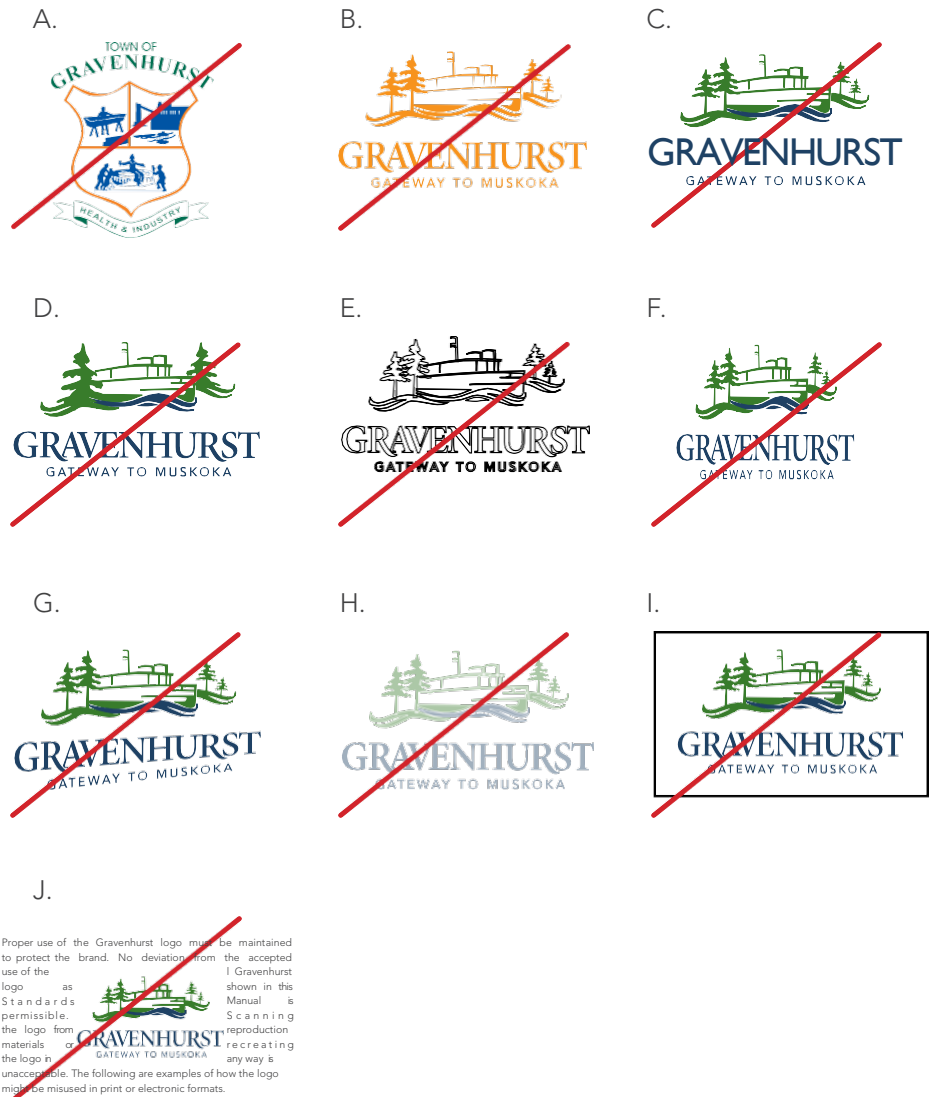 A.
TOWN OF
GRAVENHURST
HEALTH & INDUSTRY
B.
GRAVENHURST
GATEWAY TO MUSKOKA
C.
GRAVENHURST
GATEWAY TO MUSKOKA
D.
GRAVENHURST
GATEWAY TO MUSKOKA
E.
GRAVENHURST
GATEWAY TO MUSKOKA
F.
GRAVENHURST
GATEWAY TO MUSKOKA
G.
GRAVENHURST
GATEWAY TO MUSKOKA
H.
GRAVENHURST
GATEWAY TO MUSKOKA
I.
GRAVENHURST
GATEWAY TO MUSKOKA
J.
Proper use of the Gravenhurst logo must be maintained
to protect the brand. No deviation from the accepted
use of the l Gravenhurst
logo as shown in this
Standards Manual is
permissible. Scanning
the logo from reproduction
materials or recreating
the logo in any way is
GRAVENHURST
GATEWAY TO MUSKOKA
unacceptable. The following are examples of how the logo
might be misused in print or electronic formats.